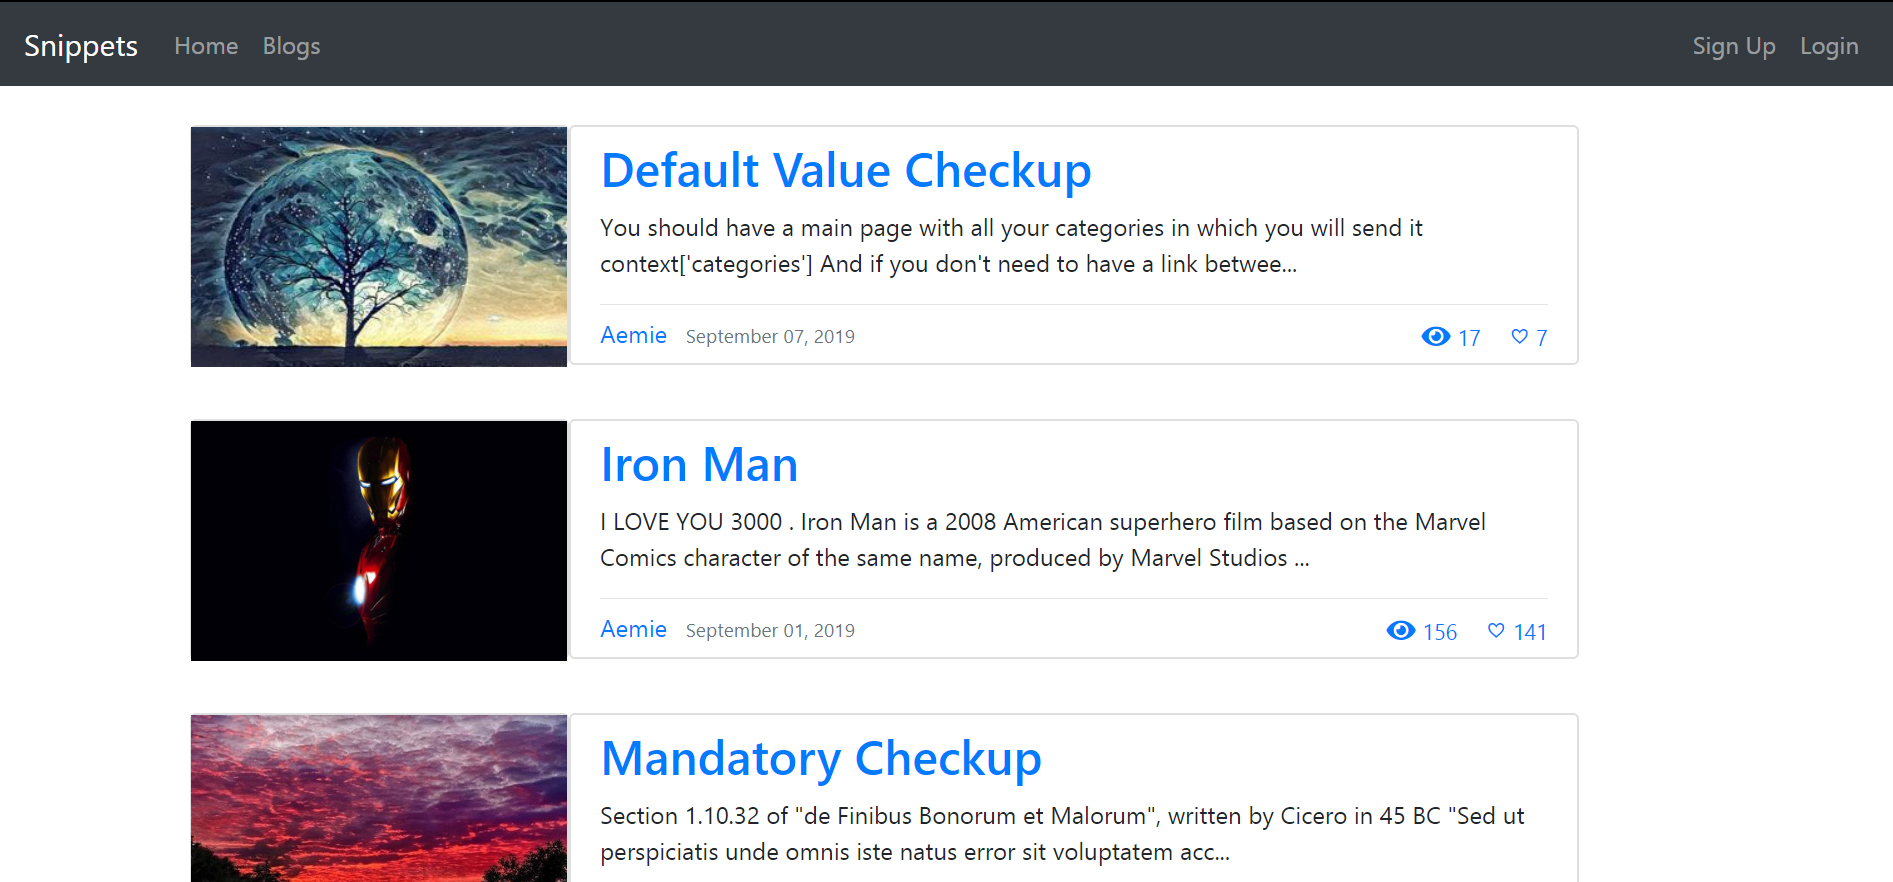 Snippets Home Blogs Sign Up Login
Default Value Checkup
You should have a main page with all your categories in which you will send it
context['categories'] And if you don't need to have a link betwee...
Aemie September 07, 2019 17 7
Iron Man
I LOVE YOU 3000 . Iron Man is a 2008 American superhero film based on the Marvel
Comics character of the same name, produced by Marvel Studios ...
Aemie September 01, 2019 156 141
Mandatory Checkup
Section 1.10.32 of "de Finibus Bonorum et Malorum", written by Cicero in 45 BC "Sed ut
perspiciatis unde omnis iste natus error sit voluptatem acc...